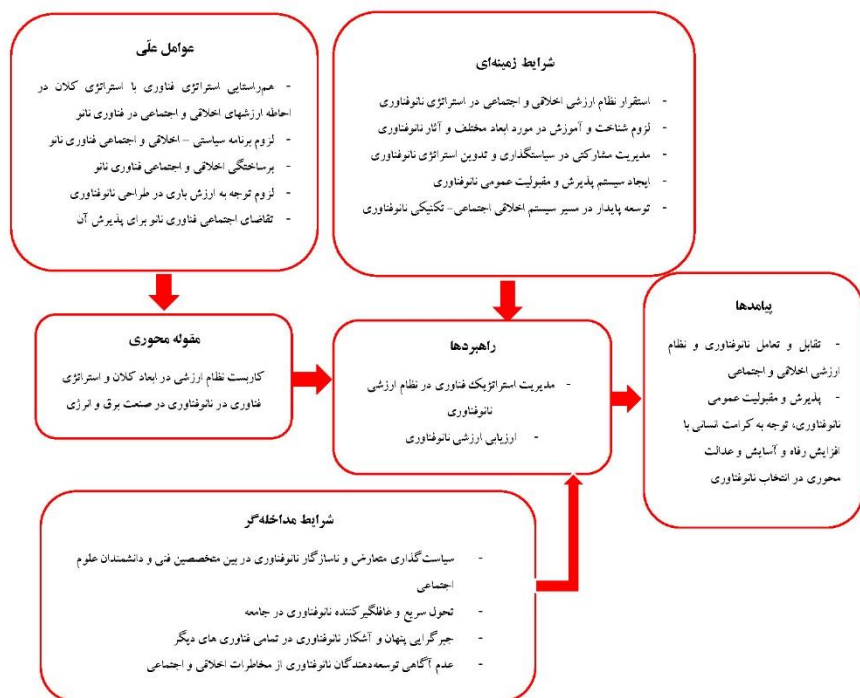 عوامل علّی
- هم‌راستایی استراتژی فناوری با استراتژی کلان در
احاطه ارزشهای اخلاقی و اجتماعی در فناوری نانو
- لزوم برنامه سیاستی – اخلاقی و اجتماعی فناوری نانو
- برساختگی اخلاقی و اجتماعی فناوری نانو
- لزوم توجه به ارزش باری در طراحی نانوفناوری
- تقاضای اجتماعی فناوری نانو برای پذیرش آن
شرایط زمینه‌ای
- استقرار نظام ارزشی اخلاقی و اجتماعی در استراتژی نانوفناوری
- لزوم شناخت و آموزش در مورد ابعاد مختلف و آثار نانوفناوری
- مدیریت مشارکتی در سیاستگذاری و تدوین استراتژی نانوفناوری
- ایجاد سیستم پذیرش و مقبولیت عمومی نانوفناوری
- توسعه پایدار در مسیر سیستم اخلاقی اجتماعی- تکنیکی نانوفناوری
مقوله محوری
کاربست نظام ارزشی در ابعاد کلان و استراتژی
فناوری در نانوفناوری در صنعت برق و انرژی
راهبردها
- مدیریت استراتژیک فناوری در نظام ارزشی
نانوفناوری
- ارزیابی ارزشی نانوفناوری
پیامدها
- تقابل و تعامل نانوفناوری و نظام
ارزشی اخلاقی و اجتماعی
- پذیرش و مقبولیت عمومی
نانوفناوری، توجه به کرامت انسانی با
افزایش رفاه و آسایش و عدالت
محوری در انتخاب نانوفناوری
شرایط مداخله‌گر
- سیاست‌گذاری متعارض و ناسازگار نانوفناوری در بین متخصصین فنی و دانشمندان علوم
اجتماعی
- تحول سریع و غافلگیرکننده نانوفناوری در جامعه
- جبرگرایی پنهان و آشکار نانوفناوری در تمامی فناوری های دیگر
- عدم آگاهی توسعه‌دهندگان نانوفناوری از مخاطرات اخلاقی و اجتماعی